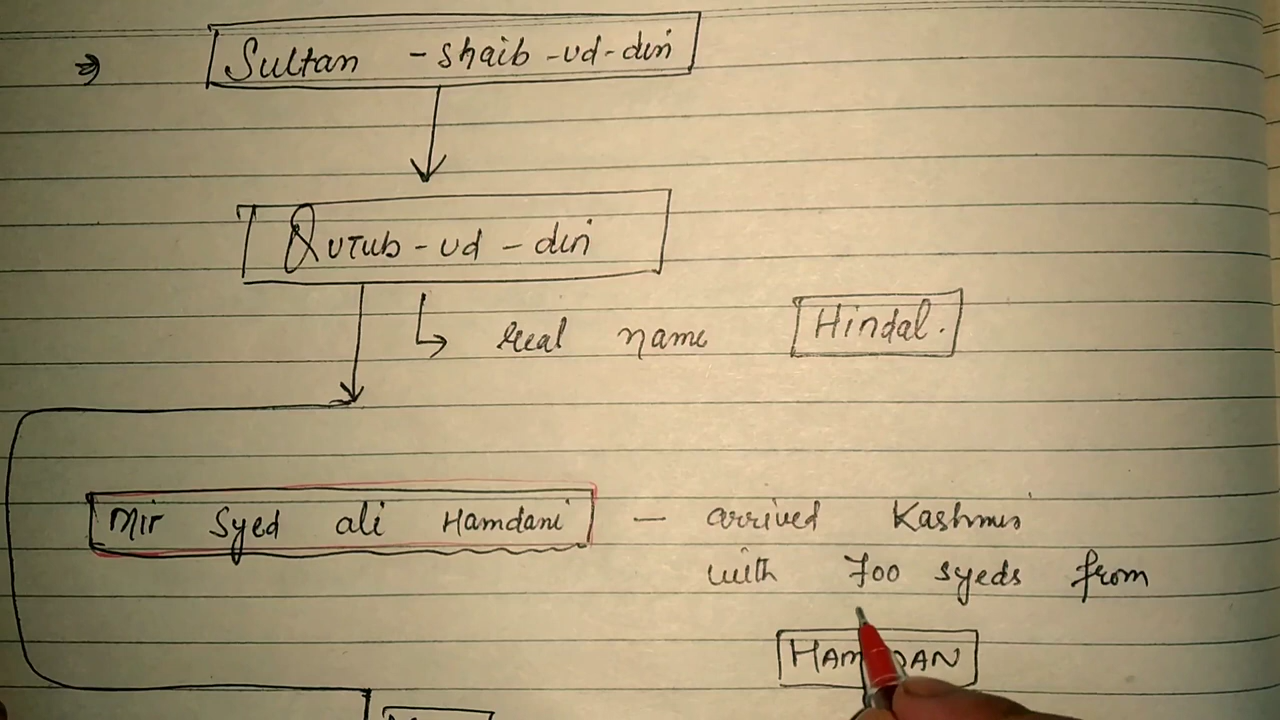 Sultan - Shaib-ud-din
Qutub-ud-din
real name Hindal.
Mir Syed ali Hamdani - arrived Kashmir
with 700 syeds from
HAMDAN